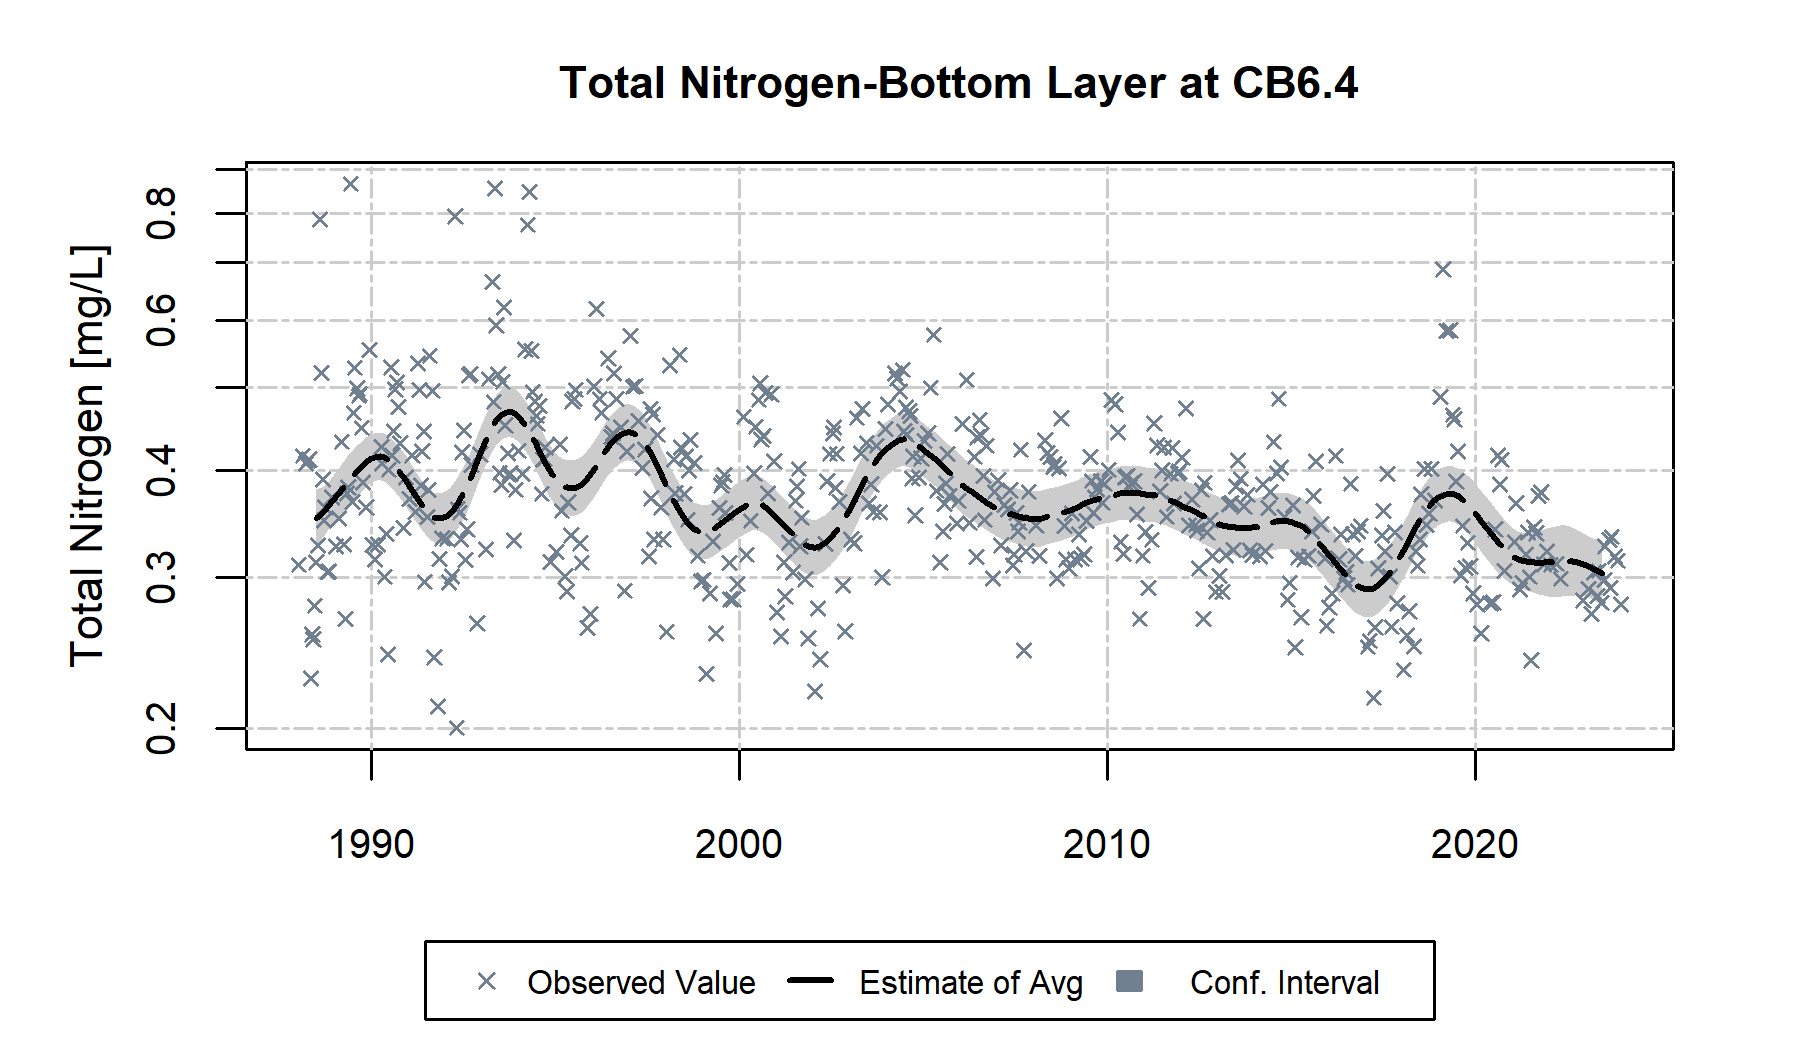 Total Nitrogen-Bottom Layer at CB6.4
Total Nitrogen [mg/L]
0.8
0.6
0.4
0.3
0.2
1990 2000 2010 2020
Observed Value Estimate of Avg Conf. Interval